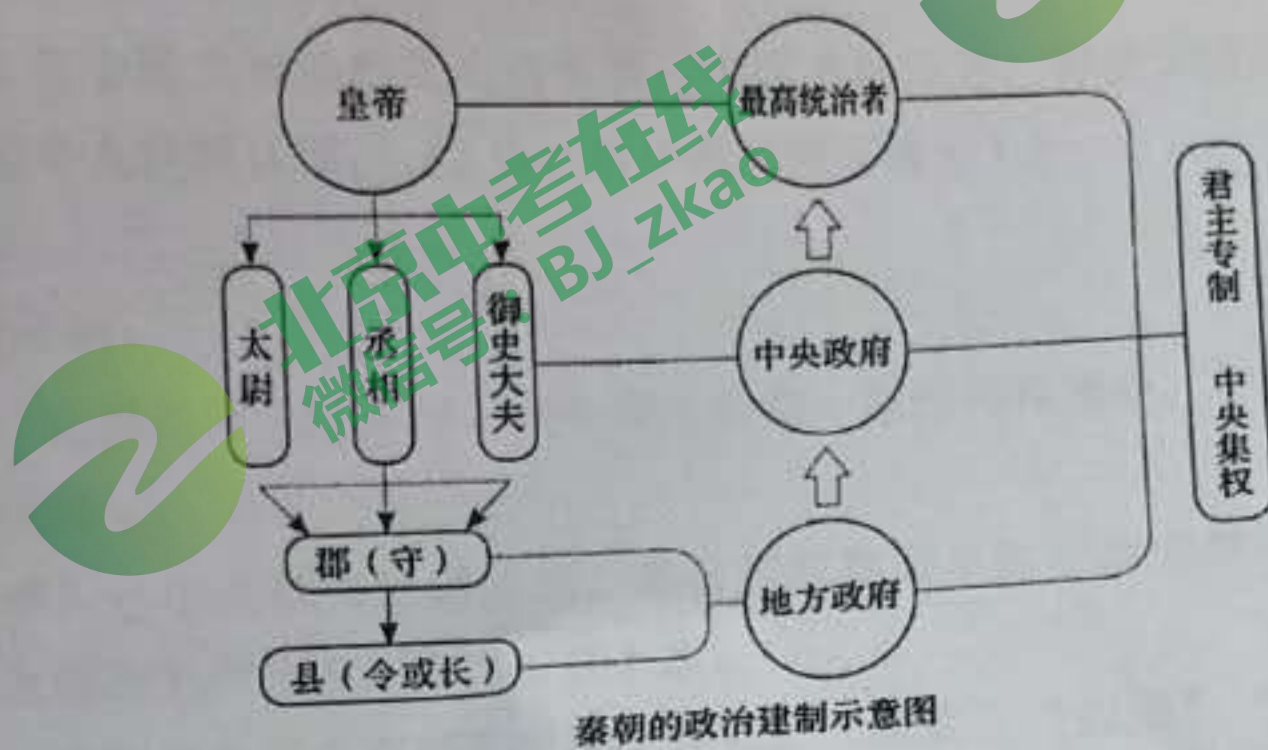 皇帝
最高统治者
太尉
丞相
御史大夫
中央政府
君主专制 中央集权
郡（守）
县（令或长）
地方政府
秦朝的政治建制示意图
北京中考在线
微信号：BJ_zkao